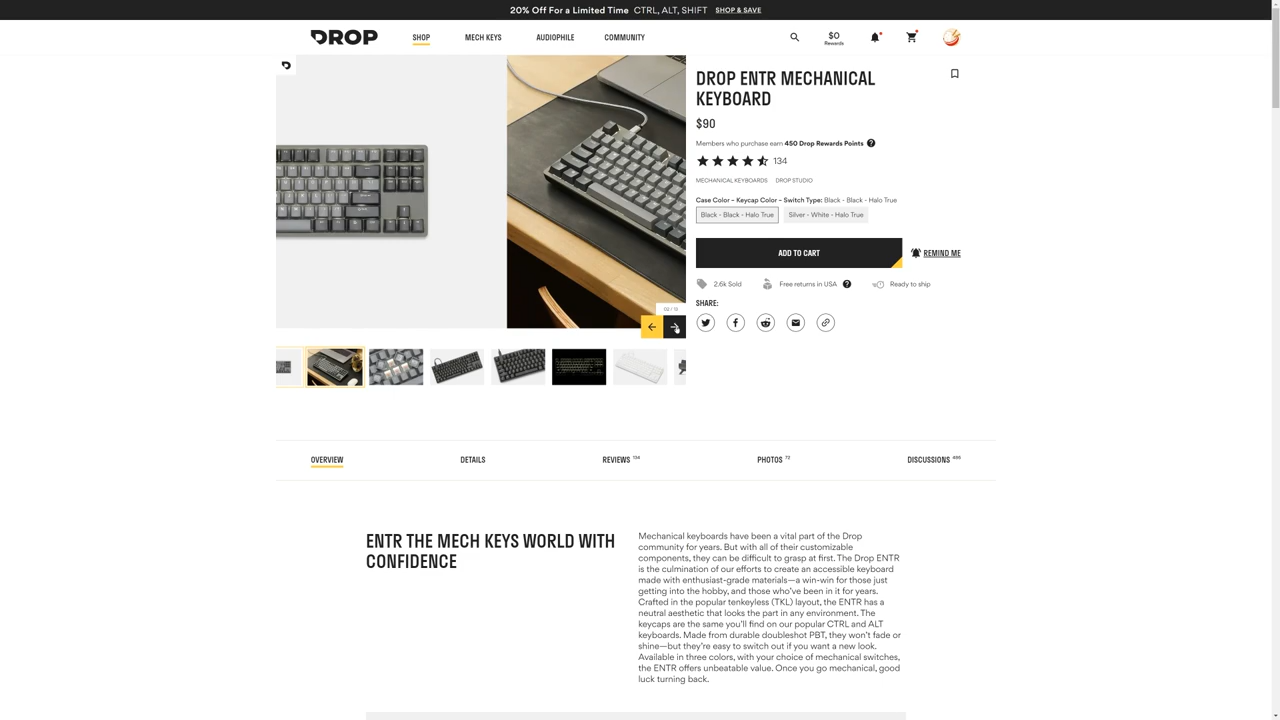 20% Off For a Limited Time CTRL, ALT, SHIFT SHOP & SAVE
DROP
SHOP
MECH KEYS
AUDIOPHILE
COMMUNITY
$0
Rewards
DROP ENTR MECHANICAL
KEYBOARD
$90
Members who purchase earn 450 Drop Rewards Points ?
134
MECHANICAL KEYBOARDS DROP STUDIO
Case Color – Keycap Color – Switch Type: Black - Black - Halo True
Black - Black - Halo True
Silver - White - Halo True
ADD TO CART
REMIND ME
2.6k Sold
Free returns in USA ?
Ready to ship
SHARE:
OVERVIEW
DETAILS
REVIEWS 134
PHOTOS 72
DISCUSSIONS
ENTR THE MECH KEYS WORLD WITH
CONFIDENCE
Mechanical keyboards have been a vital part of the Drop
community for years. But with all of their customizable
components, they can be difficult to grasp at first. The Drop ENTR
is the culmination of our efforts to create an accessible keyboard
made with enthusiast-grade materials—a win-win for those just
getting into the hobby, and those who've been in it for years.
Crafted in the popular tenkeyless (TKL) layout, the ENTR has a
neutral aesthetic that looks the part in any environment. The
keycaps are the same you'll find on our popular CTRL and ALT
keyboards. Made from durable doubleshot PBT, they won't fade or
shine—but they're easy to switch out if you want a new look.
Available in three colors, with your choice of mechanical switches,
the ENTR offers unbeatable value. Once you go mechanical, good
luck turning back.